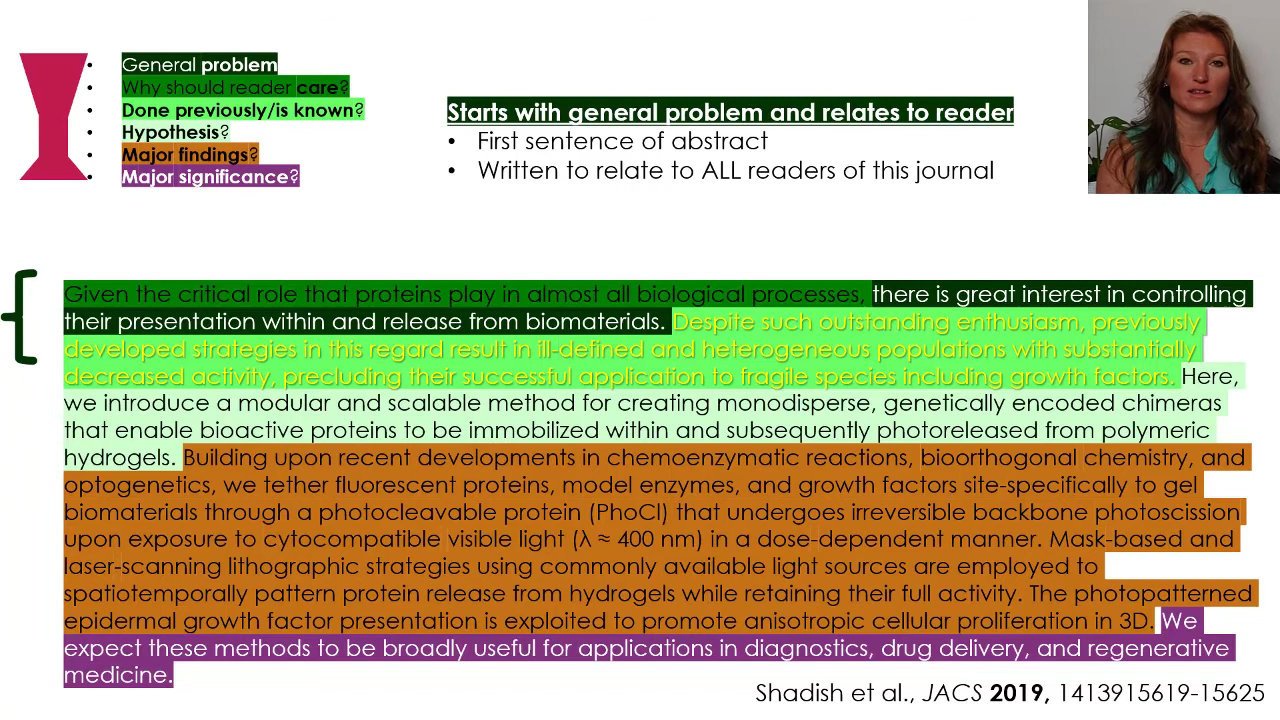 General problem
Why should reader care?
Done previously/is known?
Hypothesis?
Major findings?
Major significance?
Starts with general problem and relates to reader
• First sentence of abstract
• Written to relate to ALL readers of this journal
Given the critical role that proteins play in almost all biological processes, there is great interest in controlling
their presentation within and release from biomaterials. Despite such outstanding enthusiasm, previously
developed strategies in this regard result in ill-defined and heterogeneous populations with substantially
decreased activity, precluding their successful application to fragile species including growth factors. Here,
we introduce a modular and scalable method for creating monodisperse, genetically encoded chimeras
that enable bioactive proteins to be immobilized within and subsequently photoreleased from polymeric
hydrogels. Building upon recent developments in chemoenzymatic reactions, bioorthogonal chemistry, and
optogenetics, we tether fluorescent proteins, model enzymes, and growth factors site-specifically to gel
biomaterials through a photocleavable protein (PhoCl) that undergoes irreversible backbone photoscission
upon exposure to cytocompatible visible light (λ ≈ 400 nm) in a dose-dependent manner. Mask-based and
laser-scanning lithographic strategies using commonly available light sources are employed to
spatiotemporally pattern protein release from hydrogels while retaining their full activity. The photopatterned
epidermal growth factor presentation is exploited to promote anisotropic cellular proliferation in 3D. We
expect these methods to be broadly useful for applications in diagnostics, drug delivery, and regenerative
medicine.
Shadish et al., JACS 2019, 1413915619-15625